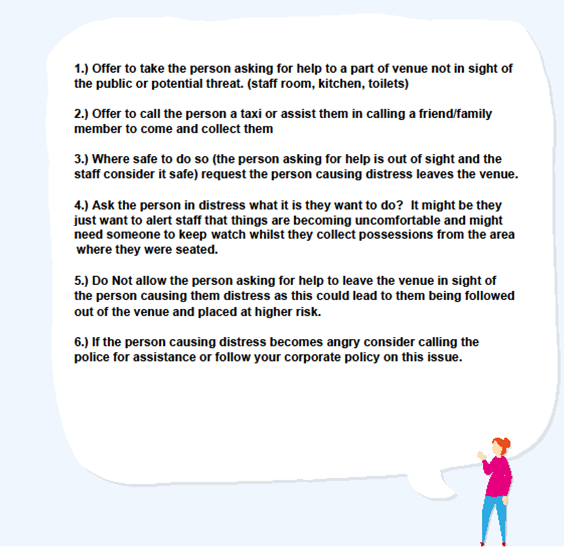 1.) Offer to take the person asking for help to a part of venue not in sight of
the public or potential threat. (staff room, kitchen, toilets)
2.) Offer to call the person a taxi or assist them in calling a friend/family
member to come and collect them
3.) Where safe to do so (the person asking for help is out of sight and the
staff consider it safe) request the person causing distress leaves the venue.
4.) Ask the person in distress what it is they want to do? It might be they
just want to alert staff that things are becoming uncomfortable and might
need someone to keep watch whilst they collect possessions from the area
where they were seated.
5.) Do Not allow the person asking for help to leave the venue in sight of
the person causing them distress as this could lead to them being followed
out of the venue and placed at higher risk.
6.) If the person causing distress becomes angry consider calling the
police for assistance or follow your corporate policy on this issue.